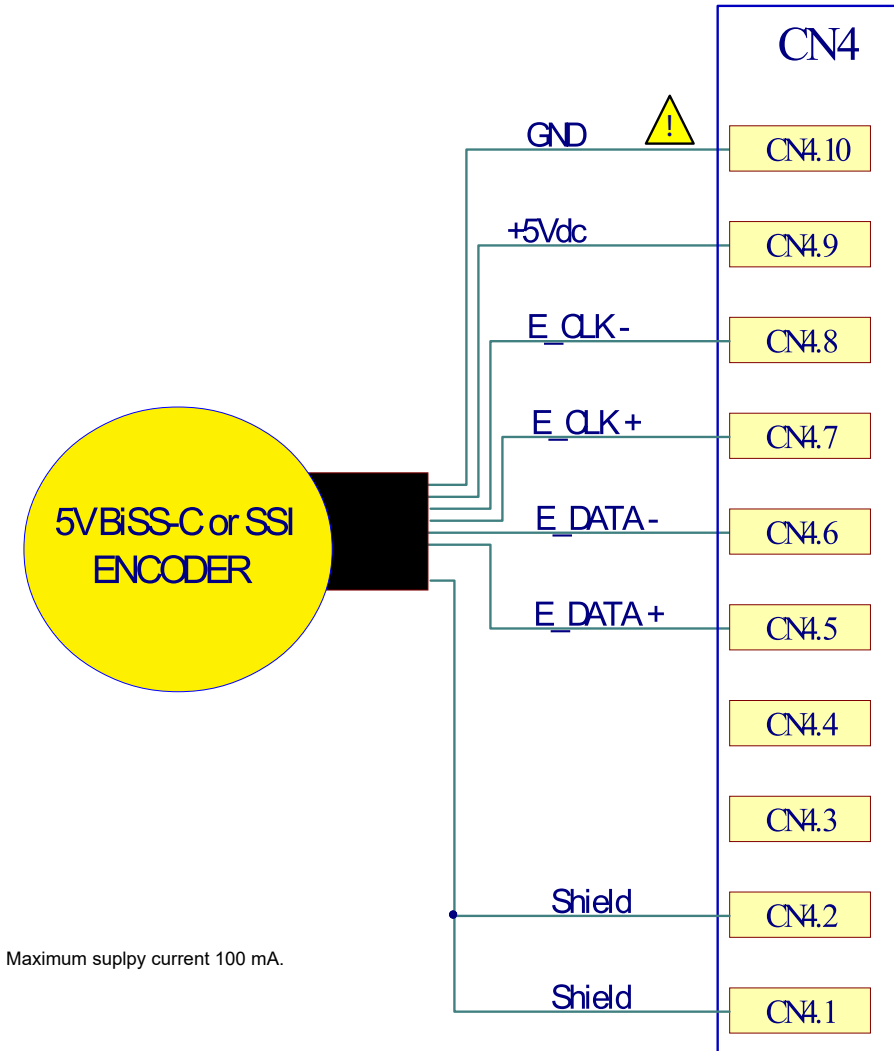 CN4
GND
!
CN4.10
+5Vdc
CN4.9
E_CLK-
CN4.8
E_CLK+
CN4.7
5V BiSS-C or SSI
ENCODER
E_DATA-
CN4.6
E_DATA+
CN4.5
CN4.4
CN4.3
Shield
CN4.2
Maximum suplpy current 100 mA.
Shield
CN4.1